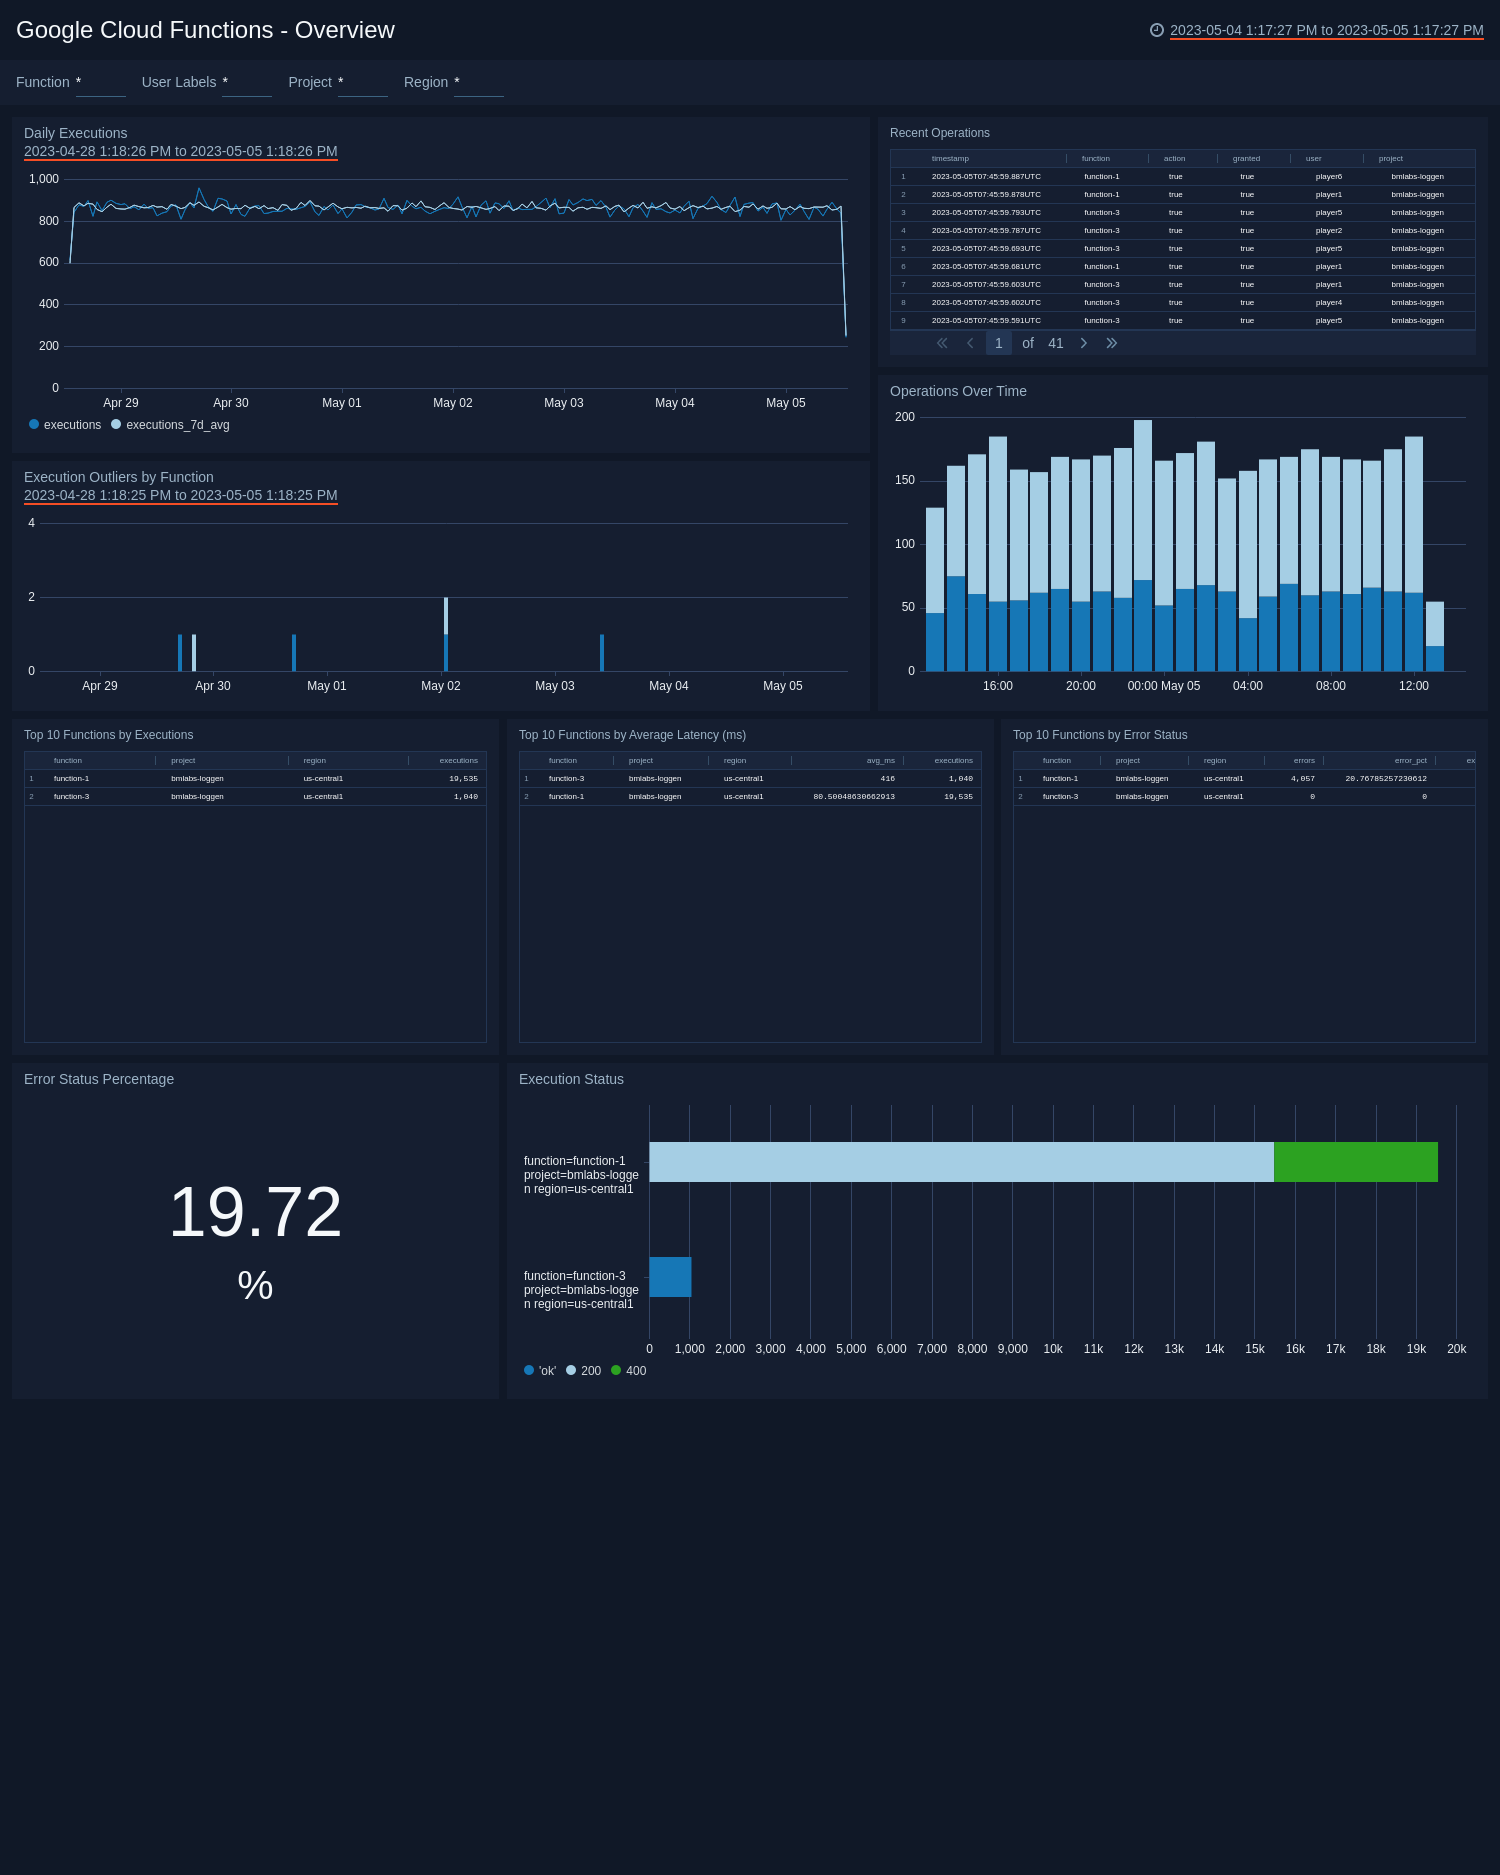 Google Cloud Functions - Overview
2023-05-04 1:17:27 PM to 2023-05-05 1:17:27 PM
Function * User Labels * Project * Region *
Daily Executions
2023-04-28 1:18:26 PM to 2023-05-05 1:18:26 PM
1,000
800
600
400
200
0
Apr 29 Apr 30 May 01 May 02 May 03 May 04 May 05
executions executions_7d_avg
Recent Operations
timestamp function action granted user project
1 2023-05-05T07:45:59.887UTC function-1 true true player6 bmlabs-loggen
2 2023-05-05T07:45:59.878UTC function-1 true true player1 bmlabs-loggen
3 2023-05-05T07:45:59.793UTC function-3 true true player5 bmlabs-loggen
4 2023-05-05T07:45:59.787UTC function-3 true true player2 bmlabs-loggen
5 2023-05-05T07:45:59.693UTC function-3 true true player5 bmlabs-loggen
6 2023-05-05T07:45:59.681UTC function-1 true true player1 bmlabs-loggen
7 2023-05-05T07:45:59.603UTC function-3 true true player1 bmlabs-loggen
8 2023-05-05T07:45:59.602UTC function-3 true true player4 bmlabs-loggen
9 2023-05-05T07:45:59.591UTC function-3 true true player5 bmlabs-loggen
1 of 41
Execution Outliers by Function
2023-04-28 1:18:25 PM to 2023-05-05 1:18:25 PM
4
2
0
Apr 29 Apr 30 May 01 May 02 May 03 May 04 May 05
Operations Over Time
200
150
100
50
0
16:00 20:00 00:00 May 05 04:00 08:00 12:00
Top 10 Functions by Executions
function project region executions
1 function-1 bmlabs-loggen us-central1 19,535
2 function-3 bmlabs-loggen us-central1 1,040
Top 10 Functions by Average Latency (ms)
function project region avg_ms executions
1 function-3 bmlabs-loggen us-central1 416 1,040
2 function-1 bmlabs-loggen us-central1 80.50048630662913 19,535
Top 10 Functions by Error Status
function project region errors error_pct ex
1 function-1 bmlabs-loggen us-central1 4,057 20.76785257230612
2 function-3 bmlabs-loggen us-central1 0 0
Error Status Percentage
19.72
%
Execution Status
function=function-1
project=bmlabs-logge
n region=us-central1
function=function-3
project=bmlabs-logge
n region=us-central1
0 1,000 2,000 3,000 4,000 5,000 6,000 7,000 8,000 9,000 10k 11k 12k 13k 14k 15k 16k 17k 18k 19k 20k
'ok' 200 400